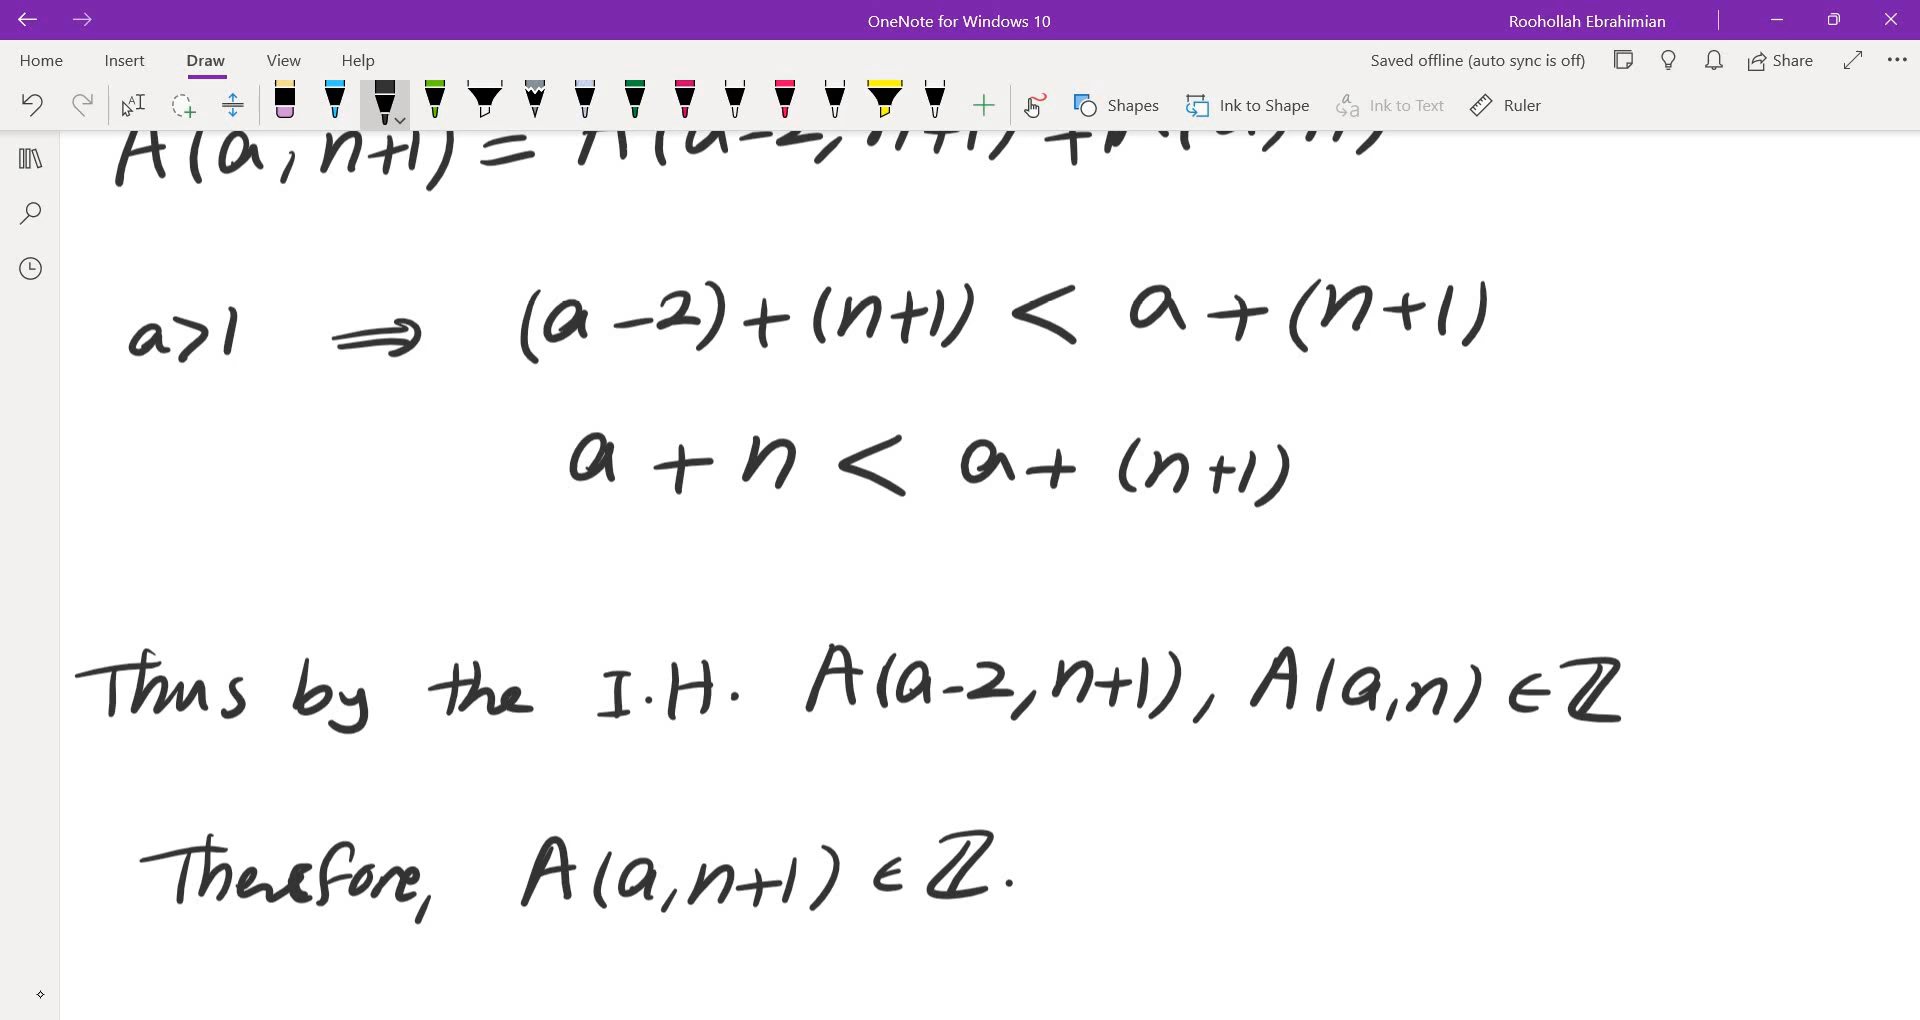 OneNote for Windows 10
Roohollah Ebrahimian
Home Insert Draw View Help
Saved offline (auto sync is off) Share
Shapes Ink to Shape Ink to Text Ruler
A(a, n+1) = A(a-2, n+1) + A(a, n)
a>1 ⟹ (a-2)+(n+1) < a+(n+1)
a+n < a+(n+1)
Thus by the I.H. A(a-2,n+1), A(a,n) ∈ ℤ
Therefore, A(a,n+1) ∈ ℤ.